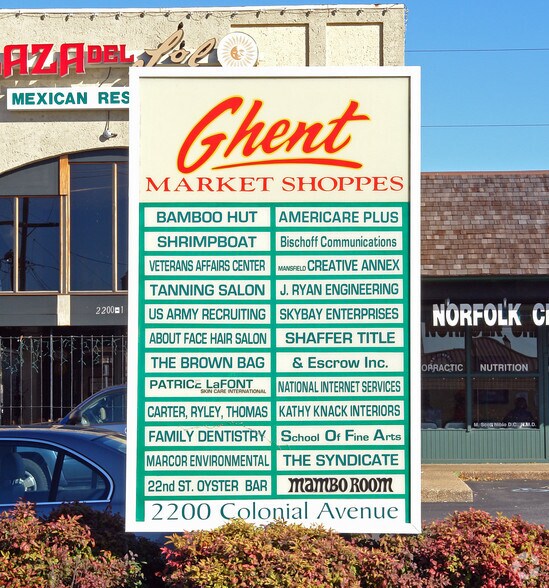 AZA DEL Sol
MEXICAN RES
Ghent
MARKET SHOPPES
BAMBOO HUT
AMERICARE PLUS
SHRIMPBOAT
Bischoff Communications
VETERANS AFFAIRS CENTER
MANSFIELD CREATIVE ANNEX
TANNING SALON
J. RYAN ENGINEERING
US ARMY RECRUITING
SKYBAY ENTERPRISES
ABOUT FACE HAIR SALON
SHAFFER TITLE
THE BROWN BAG
& Escrow Inc.
PATRICE LaFONT
SKIN CARE INTERNATIONAL
NATIONAL INTERNET SERVICES
CARTER, RYLEY, THOMAS
KATHY KNACK INTERIORS
FAMILY DENTISTRY
School Of Fine Arts
MARCOR ENVIRONMENTAL
THE SYNDICATE
22nd ST. OYSTER BAR
MAMBO ROOM
2200 Colonial Avenue
2200-1
NORFOLK C
OPRACTIC
NUTRITION